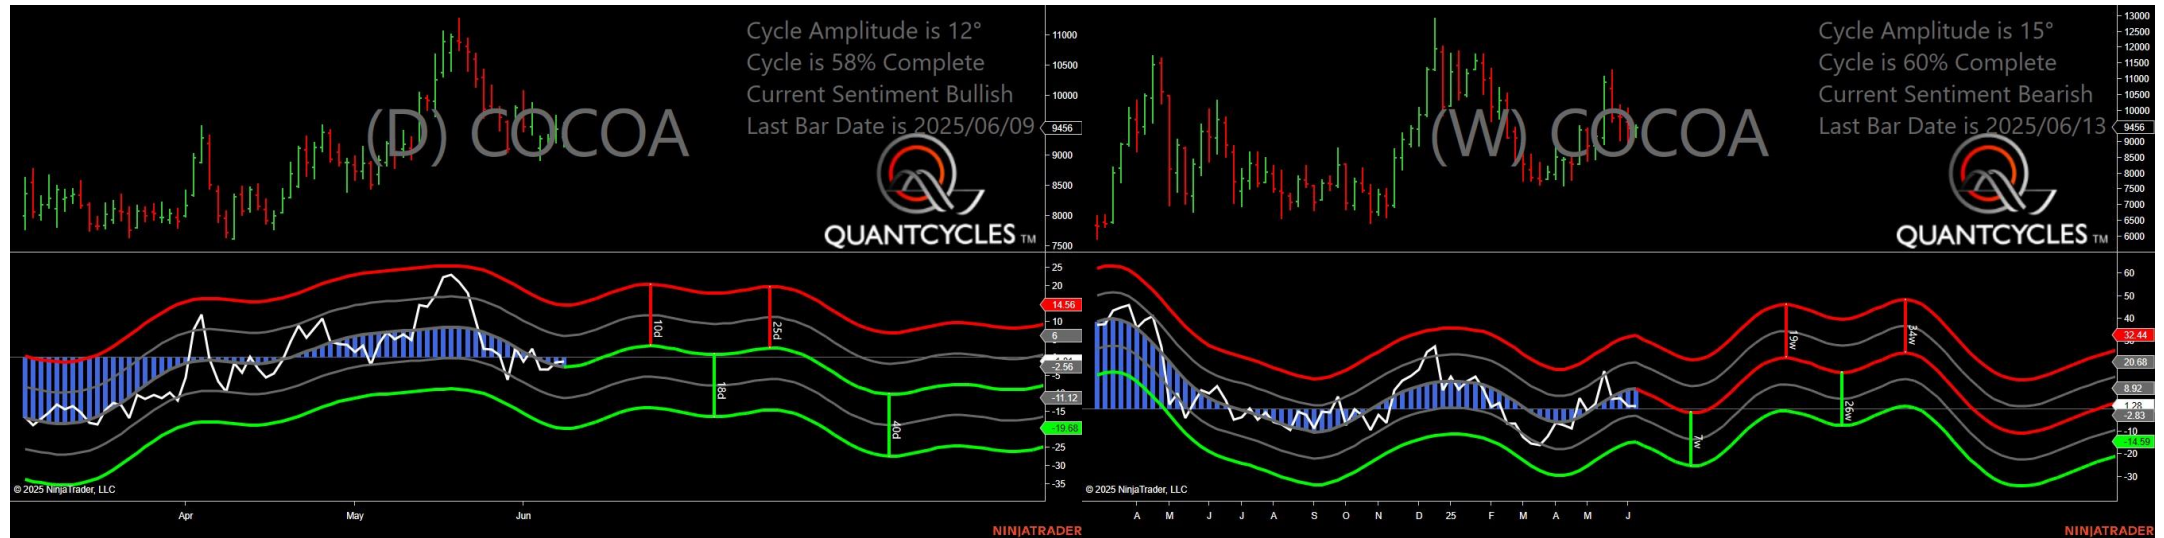 Cycle Amplitude is 12°
Cycle is 58% Complete
Current Sentiment Bullish
Last Bar Date is 2025/06/09
(D) COCOA
QUANTCYCLES TM
11000
10500
10000
9456
9000
8500
8000
7500
25
20
14.56
10
6
-2.56
-5
-11.12
-15
-19.68
-25
-30
-35
10d
18d
25d
40d
© 2025 NinjaTrader, LLC
Apr May Jun
NINJATRADER
Cycle Amplitude is 15°
Cycle is 60% Complete
Current Sentiment Bearish
Last Bar Date is 2025/06/13
(W) COCOA
QUANTCYCLES TM
13000
12500
12000
11500
11000
10500
10000
9456
9000
8500
8000
7500
7000
6500
6000
60
50
40
32.44
20.68
8.92
1.28
-2.83
-10
-14.59
-20
-30
7w
19w
26w
34w
© 2025 NinjaTrader, LLC
A M J J A S O N D 25 F M A M J
NINJATRADER